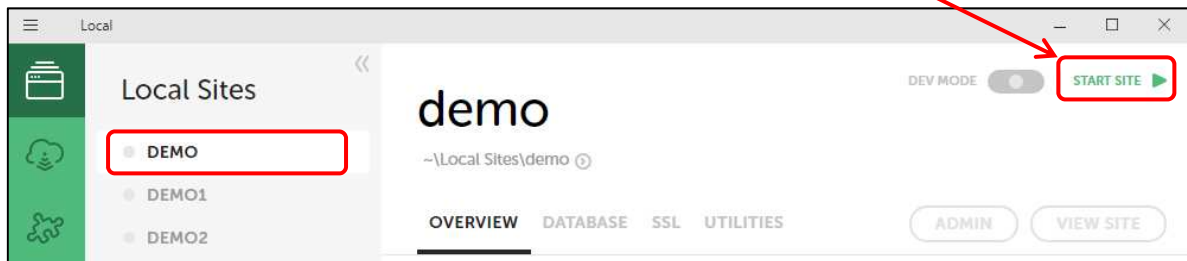 Local
Local Sites
DEMO
DEMO1
DEMO2
demo
~\Local Sites\demo
DEV MODE
START SITE
OVERVIEW DATABASE SSL UTILITIES
ADMIN
VIEW SITE